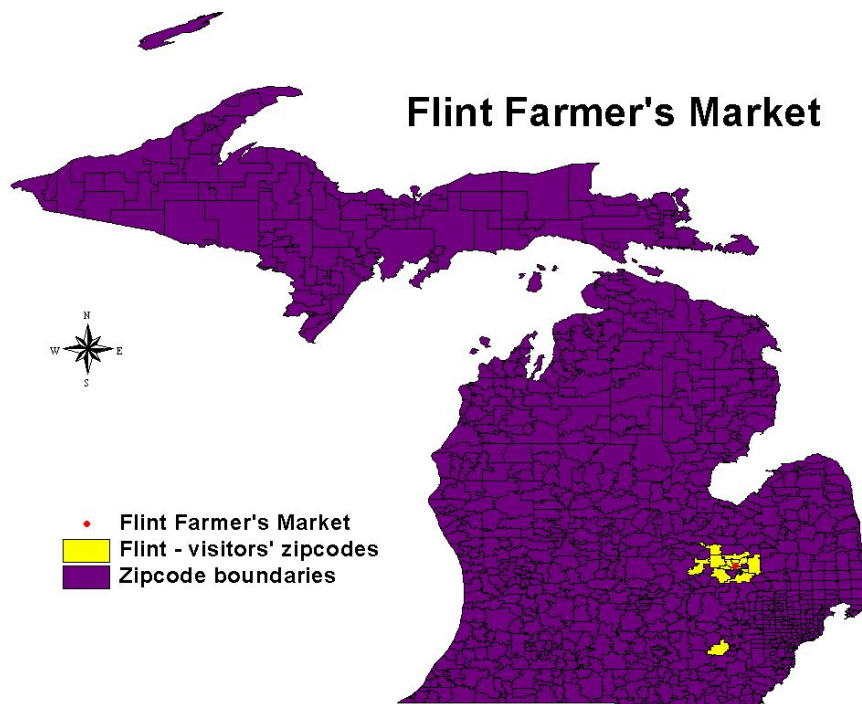 Flint Farmer's Market
N
W E
S
Flint Farmer's Market
Flint - visitors' zipcodes
Zipcode boundaries